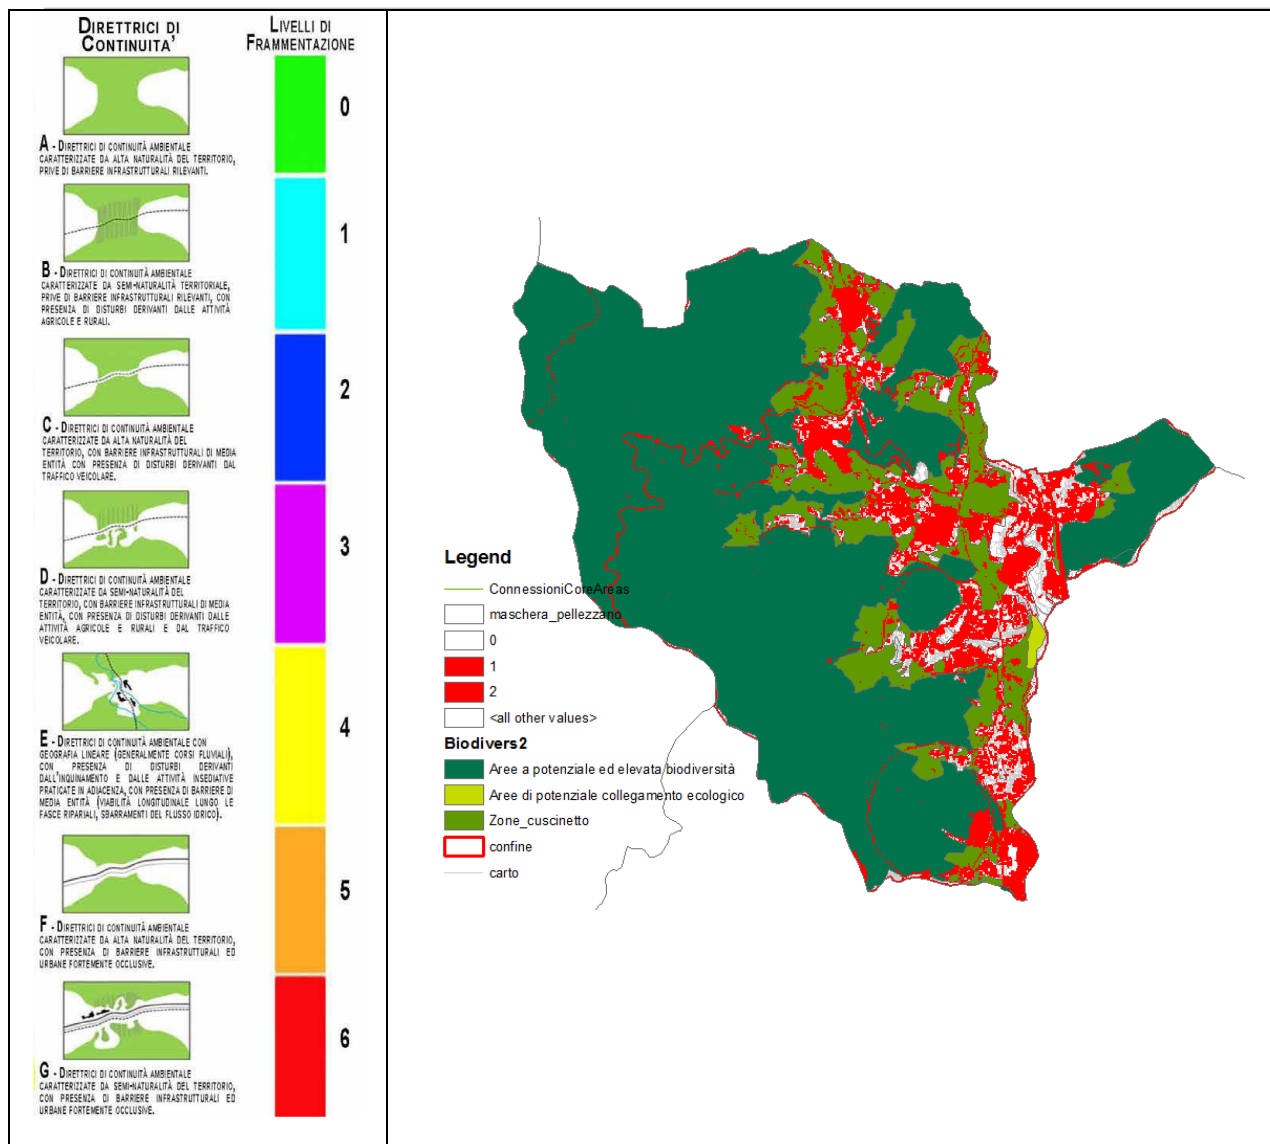 DIRETTRICI DI
CONTINUITA'
LIVELLI DI
FRAMMENTAZIONE
0
A - DIRETTRICI DI CONTINUITÀ AMBIENTALE
CARATTERIZZATE DA ALTA NATURALITÀ DEL TERRITORIO,
PRIVE DI BARRIERE INFRASTRUTTURALI RILEVANTI.
1
B - DIRETTRICI DI CONTINUITÀ AMBIENTALE
CARATTERIZZATE DA SEMI-NATURALITÀ TERRITORIALE,
PRIVE DI BARRIERE INFRASTRUTTURALI RILEVANTI, CON
PRESENZA DI DISTURBI DERIVANTI DALLE ATTIVITÀ
AGRICOLE E RURALI.
2
C - DIRETTRICI DI CONTINUITÀ AMBIENTALE
CARATTERIZZATE DA ALTA NATURALITÀ DEL
TERRITORIO, CON BARRIERE INFRASTRUTTURALI DI MEDIA
ENTITÀ CON PRESENZA DI DISTURBI DERIVANTI DAL
TRAFFICO VEICOLARE.
3
D - DIRETTRICI DI CONTINUITÀ AMBIENTALE
CARATTERIZZATE DA SEMI-NATURALITÀ DEL
TERRITORIO, CON BARRIERE INFRASTRUTTURALI DI MEDIA
ENTITÀ, CON PRESENZA DI DISTURBI DERIVANTI DALLE
ATTIVITÀ AGRICOLE E RURALI E DAL TRAFFICO
VEICOLARE.
4
E - DIRETTRICI DI CONTINUITÀ AMBIENTALE CON
GEOGRAFIA LINEARE (GENERALMENTE CORSI FLUVIALI),
CON PRESENZA DI DISTURBI DERIVANTI
DALL'INQUINAMENTO E DALLE ATTIVITÀ INSEDIATIVE
PRATICATE IN ADIACENZA, CON PRESENZA DI BARRIERE DI
MEDIA ENTITÀ (VIABILITÀ LONGITUDINALE LUNGO LE
FASCE RIPARIALI, SBARRAMENTI DEL FLUSSO IDRICO).
5
F - DIRETTRICI DI CONTINUITÀ AMBIENTALE
CARATTERIZZATE DA ALTA NATURALITÀ DEL TERRITORIO,
CON PRESENZA DI BARRIERE INFRASTRUTTURALI ED
URBANE FORTEMENTE OCCLUSIVE.
6
G - DIRETTRICI DI CONTINUITÀ AMBIENTALE
CARATTERIZZATE DA SEMI-NATURALITÀ DEL TERRITORIO,
CON PRESENZA DI BARRIERE INFRASTRUTTURALI ED
URBANE FORTEMENTE OCCLUSIVE.
Legend
ConnessioniCoreAreas
maschera_pellezzano
0
1
2
<all other values>
Biodivers2
Aree a potenziale ed elevata biodiversità
Aree di potenziale collegamento ecologico
Zone_cuscinetto
confine
carto